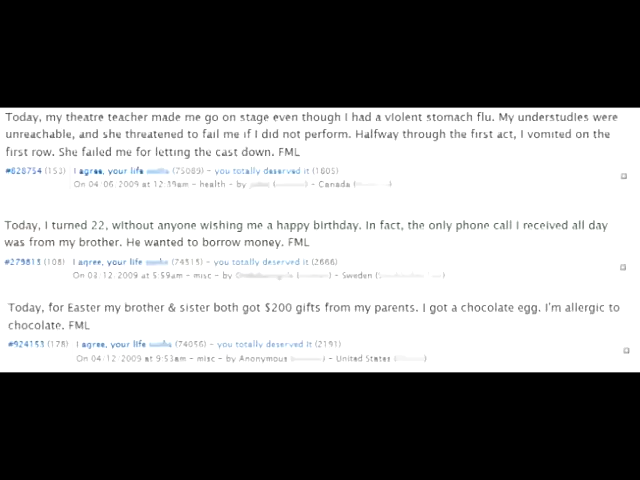 Today, my theatre teacher made me go on stage even though I had a violent stomach flu. My understudies were
unreachable, and she threatened to fail me if I did not perform. Halfway through the first act, I vomited on the
first row. She failed me for letting the cast down. FML
#828754 (153) I agree, your life (75089) - you totally deserved it (1805)
On 04/06/2009 at 12:39am - health - by - Canada
Today, I turned 22, without anyone wishing me a happy birthday. In fact, the only phone call I received all day
was from my brother. He wanted to borrow money. FML
#279813 (108) I agree, your life (74515) - you totally deserved it (2666)
On 03/12/2009 at 5:59am - misc - by - Sweden
Today, for Easter my brother & sister both got $200 gifts from my parents. I got a chocolate egg. I'm allergic to
chocolate. FML
#924153 (178) I agree, your life (74056) - you totally deserved it (2191)
On 04/12/2009 at 9:53am - misc - by Anonymous - United States